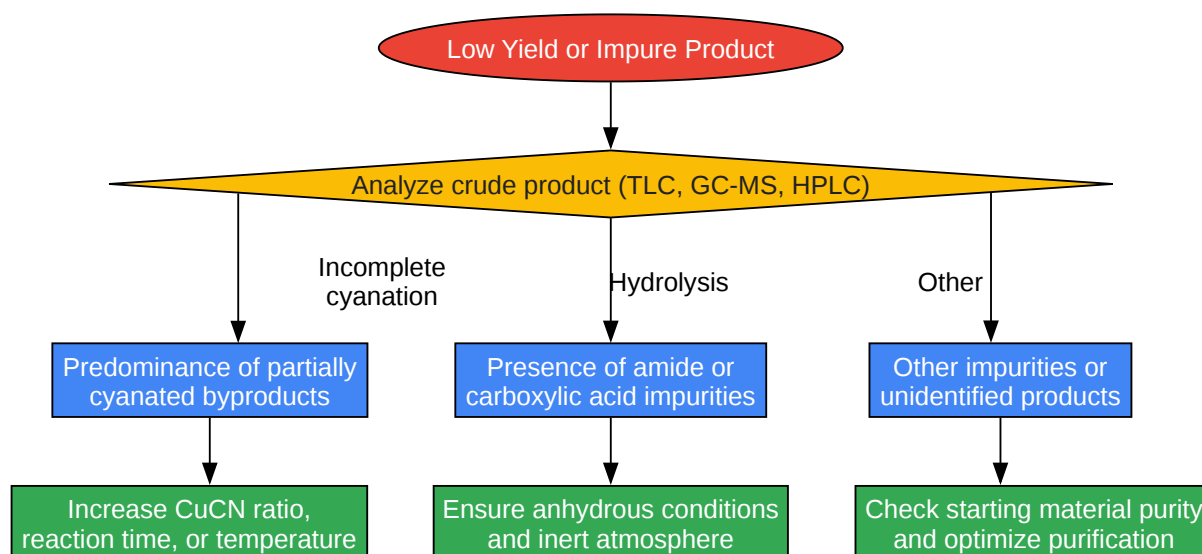 Low Yield or Impure Product
Analyze crude product (TLC, GC-MS, HPLC)
Incomplete
cyanation
Hydrolysis
Other
Predominance of partially
cyanated byproducts
Presence of amide or
carboxylic acid impurities
Other impurities or
unidentified products
Increase CuCN ratio,
reaction time, or temperature
Ensure anhydrous conditions
and inert atmosphere
Check starting material purity
and optimize purification